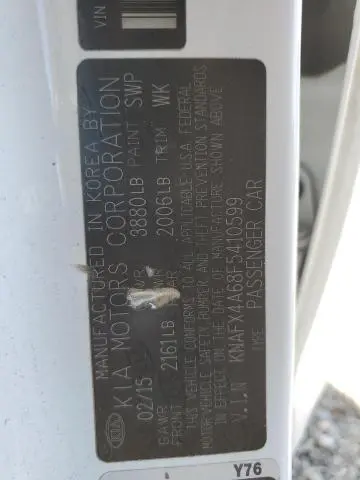 VIN
MANUFACTURED IN KOREA BY
KIA MOTORS CORPORATION
KIA
02/15 3880LB PAINT SWP
GAWR
FRONT 2161LB 2006LB TRIM WK
THIS VEHICLE CONFORMS TO ALL APPLICABLE U.S.A. FEDERAL
MOTOR VEHICLE SAFETY, BUMPER, AND THEFT PREVENTION STANDARDS
IN EFFECT ON THE DATE OF MANUFACTURE SHOWN ABOVE
V.I.N KNAFX4A68F5410599
PASSENGER CAR
Y76